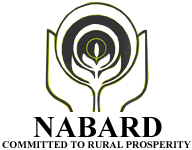 NABARD
COMMITTED TO RURAL PROSPERITY